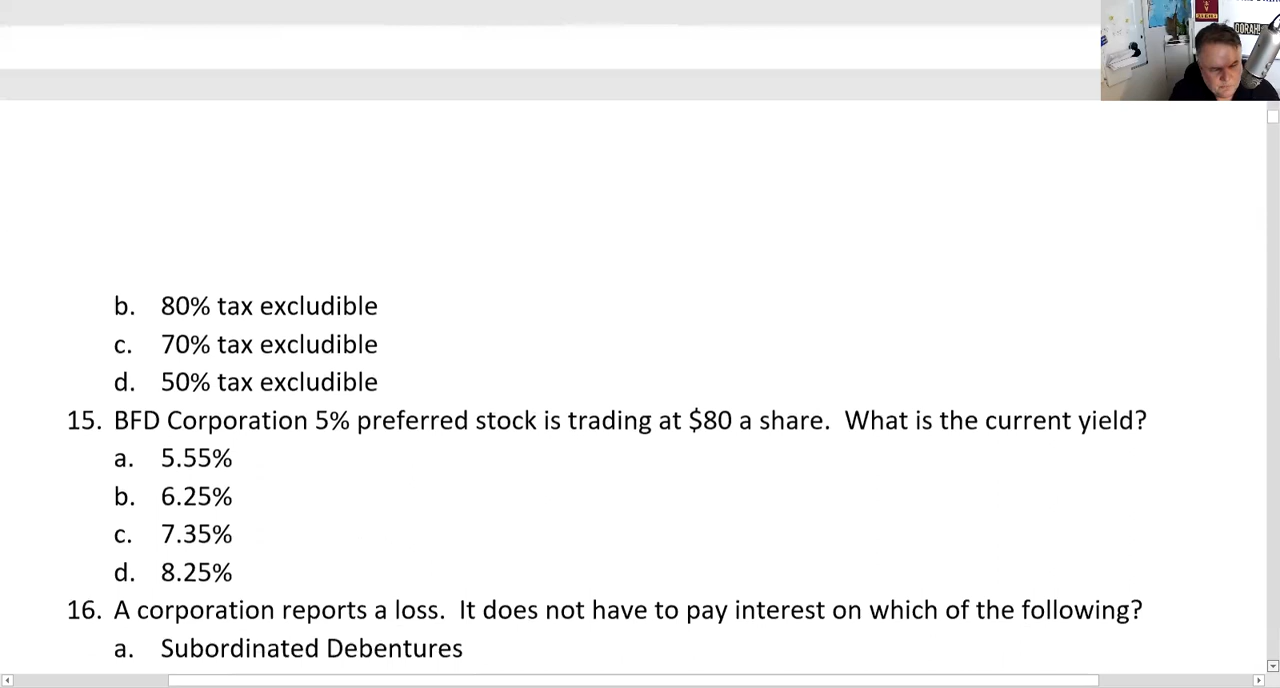 OORAH!
b. 80% tax excludible
c. 70% tax excludible
d. 50% tax excludible
15. BFD Corporation 5% preferred stock is trading at $80 a share. What is the current yield?
a. 5.55%
b. 6.25%
c. 7.35%
d. 8.25%
16. A corporation reports a loss. It does not have to pay interest on which of the following?
a. Subordinated Debentures